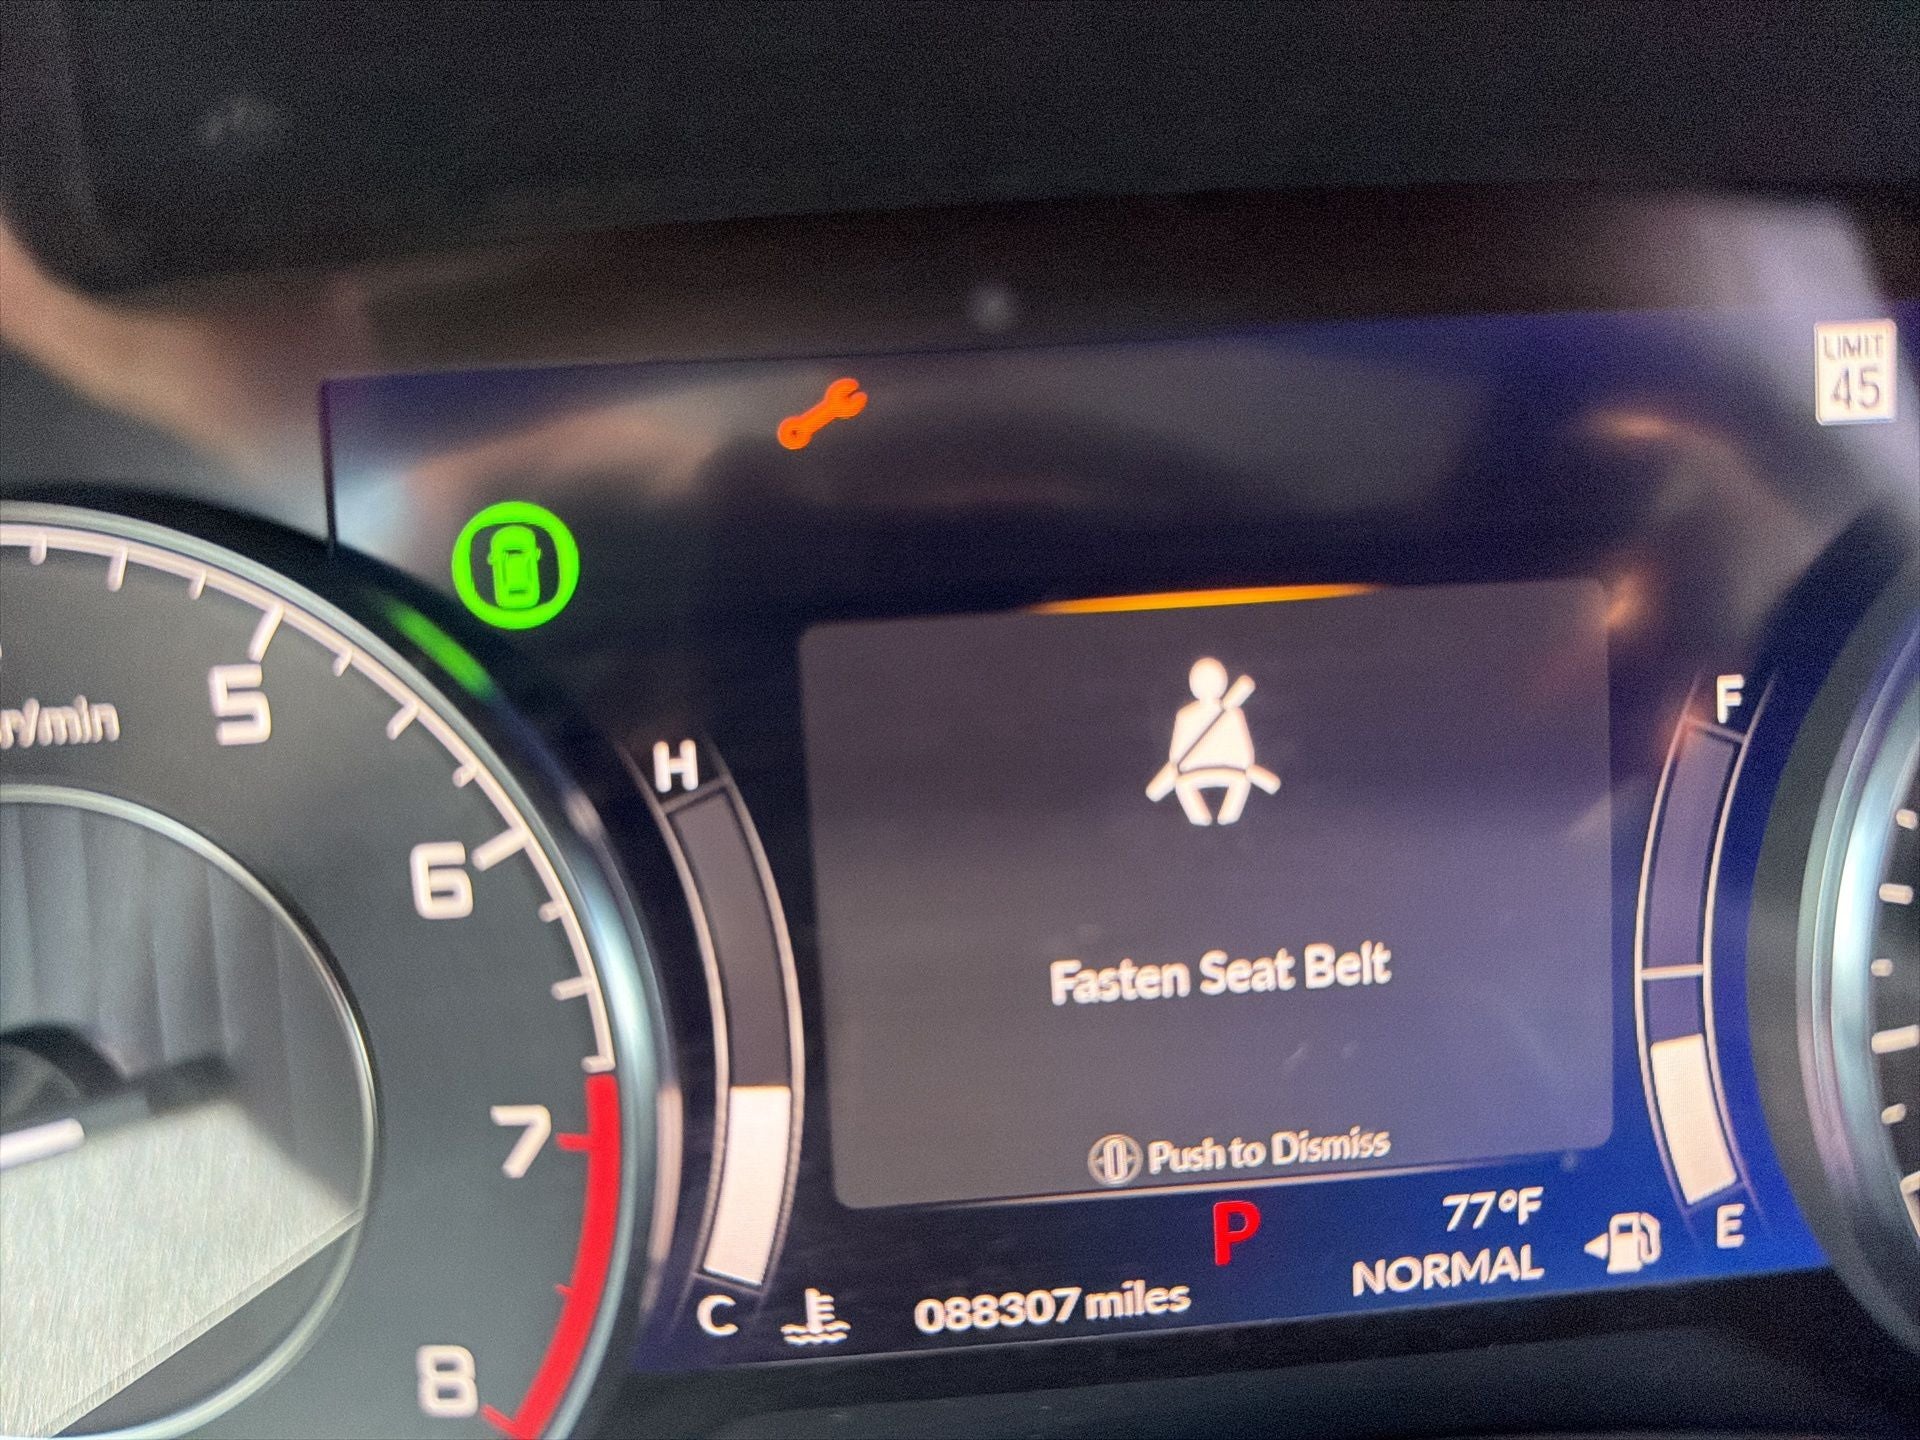 LIMIT
45
r/min
5
6
7
8
H
C
F
E
Fasten Seat Belt
Push to Dismiss
P
77°F
NORMAL
088307 miles